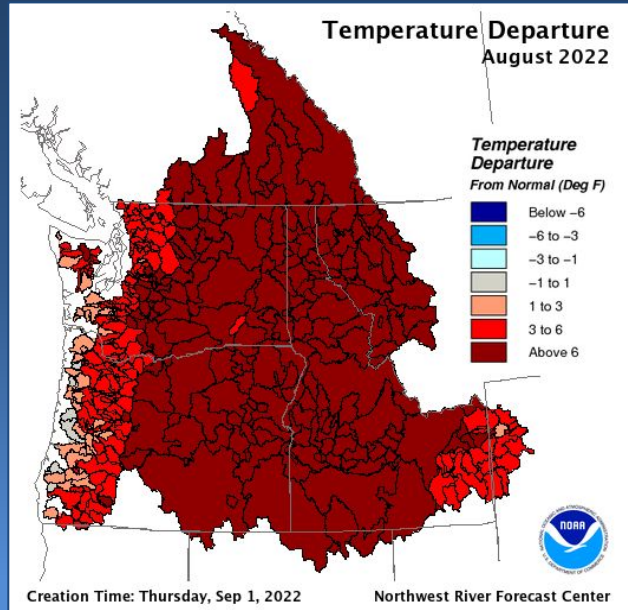 Temperature Departure
August 2022
Temperature
Departure
From Normal (Deg F)
Below −6
−6 to −3
−3 to −1
−1 to 1
1 to 3
3 to 6
Above 6
NOAA
Creation Time: Thursday, Sep 1, 2022
Northwest River Forecast Center